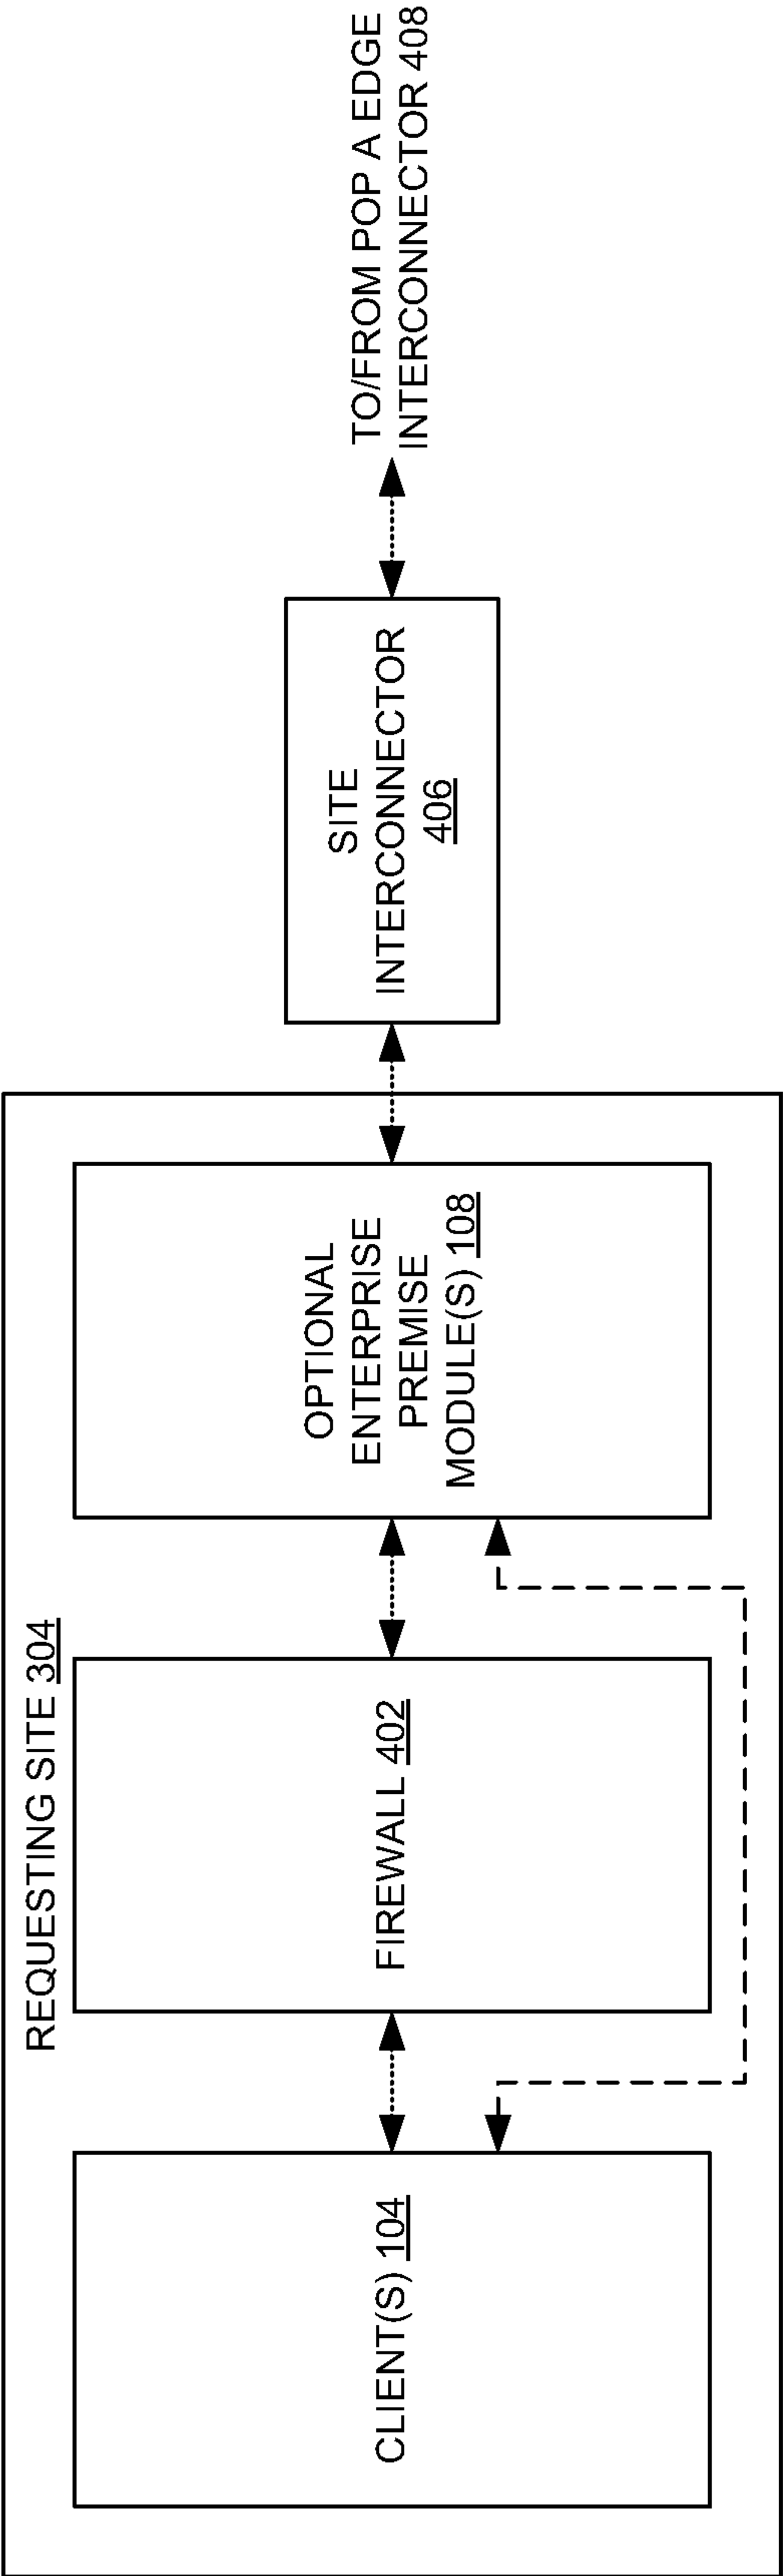 REQUESTING SITE 304
CLIENT(S) 104
FIREWALL 402
OPTIONAL
ENTERPRISE
PREMISE
MODULE(S) 108
SITE
INTERCONNECTOR
406
TO/FROM POP A EDGE
INTERCONNECTOR 408